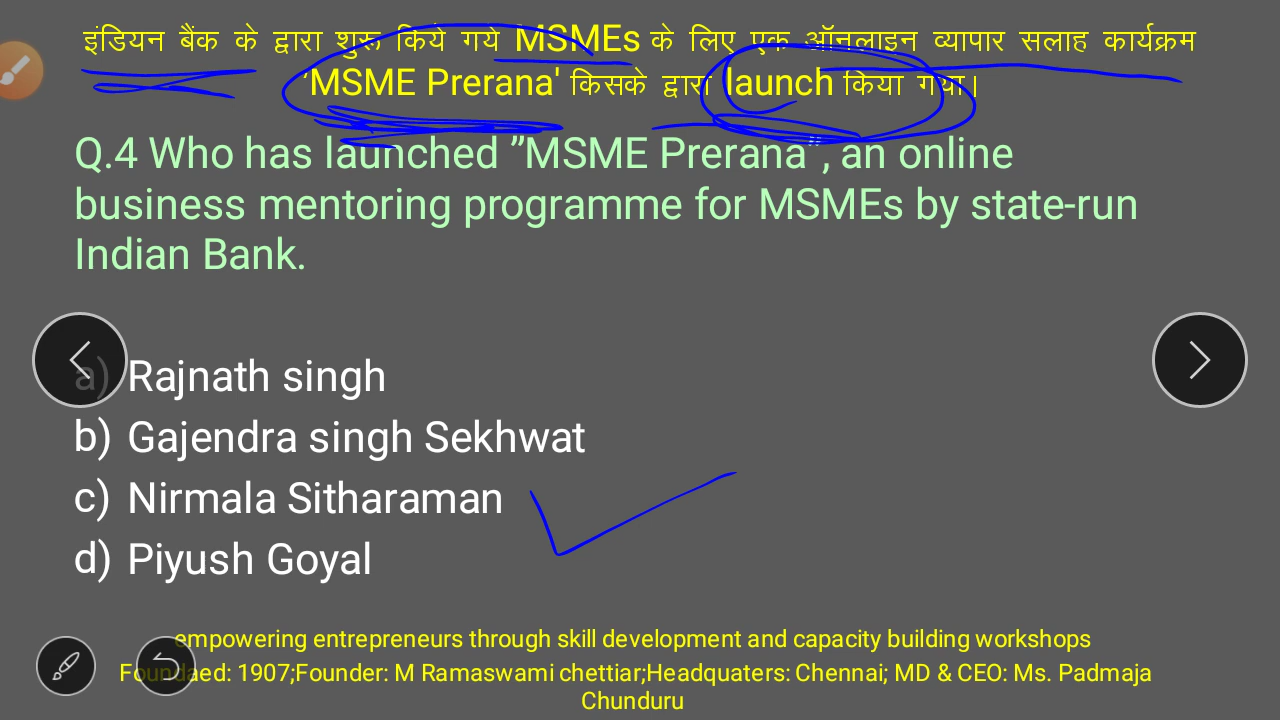 इंडियन बैंक के द्वारा शुरू किये गये MSMEs के लिए एक ऑनलाइन व्यापार सलाह कार्यक्रम
‘MSME Prerana' किसके द्वारा launch किया गया।
Q.4 Who has launched ”MSME Prerana”, an online
business mentoring programme for MSMEs by state-run
Indian Bank.
a) Rajnath singh
b) Gajendra singh Sekhwat
c) Nirmala Sitharaman
d) Piyush Goyal
empowering entrepreneurs through skill development and capacity building workshops
1907;Founder: M Ramaswami chettiar;Headquaters: Chennai; MD & CEO: Ms. Padmaja
Chunduru